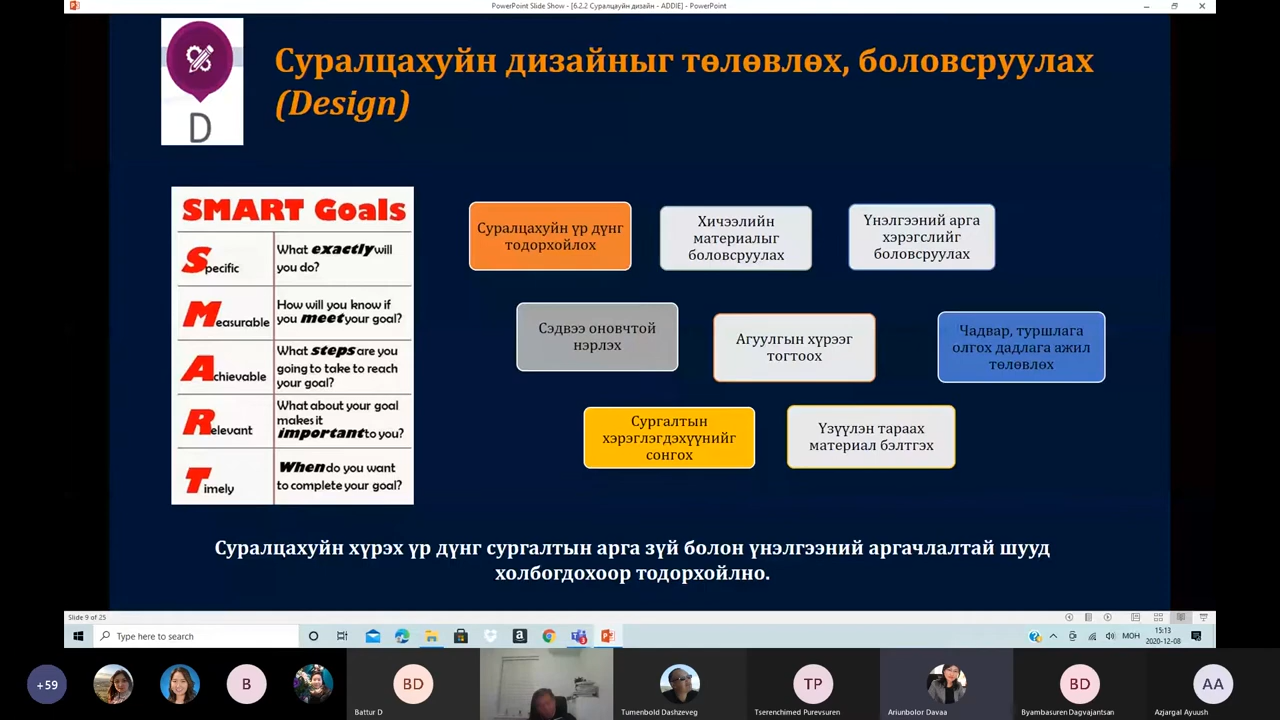 PowerPoint Slide Show - [6.2.2 Суралцауйн дизайн - ADDIE] - PowerPoint
Суралцахуйн дизайныг төлөвлөх, боловсруулах
(Design)
D
SMART Goals
Specific
What exactly will
you do?
Measurable
How will you know if
you meet your goal?
Achievable
What steps are you
going to take to reach
your goal?
Relevant
What about your goal
makes it
important to you?
Timely
When do you want
to complete your goal?
Суралцахуйн үр дүнг
тодорхойлох
Хичээлийн
материалыг
боловсруулах
Үнэлгээний арга
хэрэгслийг
боловсруулах
Сэдвээ оновчтой
нэрлэх
Агуулгын хүрээг
тогтоох
Чадвар, туршлага
олгох дадлага ажил
төлөвлөх
Сургалтын
хэрэглэгдэхүүнийг
сонгох
Үзүүлэн тараах
материал бэлтгэх
Суралцахуйн хүрэх үр дүнг сургалтын арга зүй болон үнэлгээний аргачлалтай шууд
холбогдохоор тодорхойлно.
Slide 9 of 25
Type here to search
МОН
15:13
2020-12-08
+59
B
BD
Battur D
Tumenbold Dashzeveg
TP
Tserenchimed Purevsuren
Ariunbolor Davaa
BD
Byambasuren Dagvajantsan
AA
Azjargal Ayuush